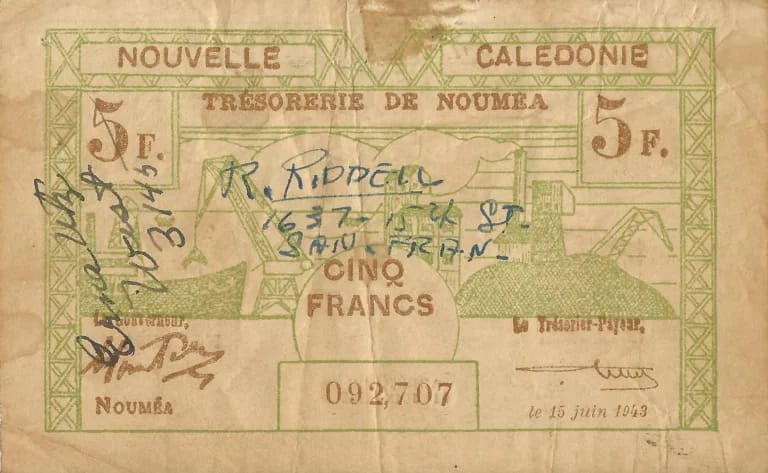 NOUVELLE CALEDONIE
TRÉSORERIE DE NOUMÉA
5 F. 5 F.
R. RIDDELL
1637-15th ST.
SAN. FRAN.
3145
CINQ
FRANCS
Le Gouverneur, Le Trésorier-Payeur,
NOUMÉA
092,707
le 15 juin 1943